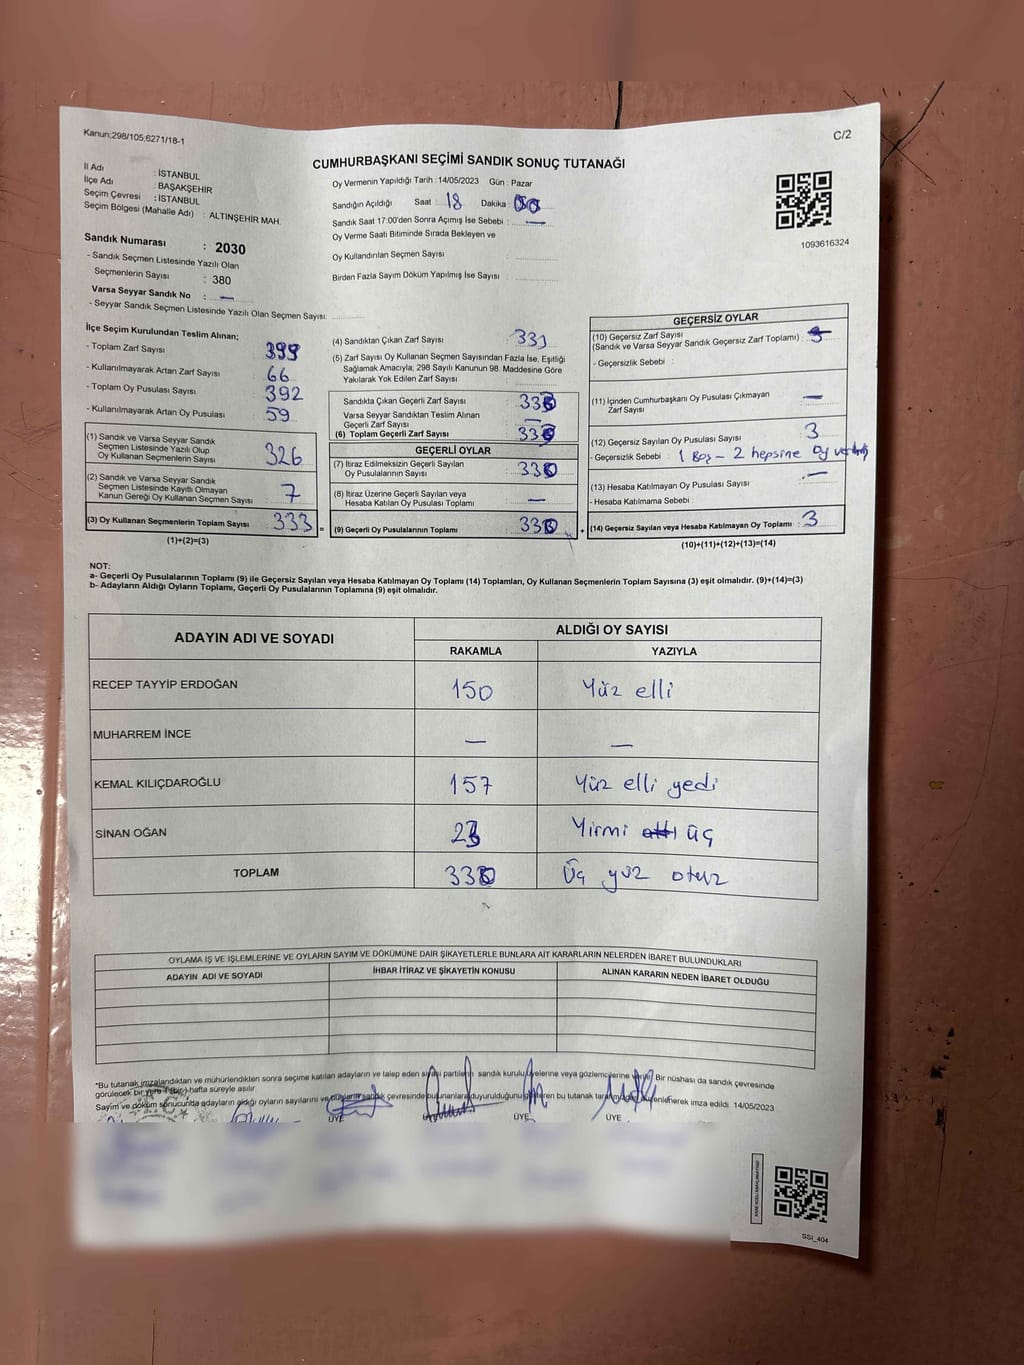 Kanun;298/105;6271/18-1
C/2
CUMHURBAŞKANI SEÇİMİ SANDIK SONUÇ TUTANAĞI
İl Adı : İSTANBUL
İlçe Adı : BAŞAKŞEHİR
Seçim Çevresi : İSTANBUL
Seçim Bölgesi (Mahalle Adı) : ALTINŞEHİR MAH.
Sandık Numarası : 2030
- Sandık Seçmen Listesinde Yazılı Olan
Seçmenlerin Sayısı : 380
Varsa Seyyar Sandık No : —
- Seyyar Sandık Seçmen Listesinde Yazılı Olan Seçmen Sayısı:
Oy Vermenin Yapıldığı Tarih : 14/05/2023 Gün : Pazar
Sandığın Açıldığı Saat : 18 Dakika :
Sandık Saat 17:00'den Sonra Açımış İse Sebebi : —
Oy Verme Saati Bitiminde Sırada Bekleyen ve
Oy Kullandırılan Seçmen Sayısı :
Birden Fazla Sayım Döküm Yapılmış İse Sayısı :
1093616324
İlçe Seçim Kurulundan Teslim Alınan;
- Toplam Zarf Sayısı : 399
- Kullanılmayarak Artan Zarf Sayısı : 66
- Toplam Oy Pusulası Sayısı : 392
- Kullanılmayarak Artan Oy Pusulası : 59
(1) Sandık ve Varsa Seyyar Sandık
Seçmen Listesinde Yazılı Olup
Oy Kullanan Seçmenlerin Sayısı : 326
(2) Sandık ve Varsa Seyyar Sandık
Seçmen Listesinde Kayıtlı Olmayan
Kanun Gereği Oy Kullanan Seçmen Sayısı : 7
(3) Oy Kullanan Seçmenlerin Toplam Sayısı : 333 =
(1)+(2)=(3)
(4) Sandıktan Çıkan Zarf Sayısı : 333
(5) Zarf Sayısı Oy Kullanan Seçmen Sayısından Fazla İse, Eşitliği
Sağlamak Amacıyla; 298 Sayılı Kanunun 98. Maddesine Göre
Yakılarak Yok Edilen Zarf Sayısı :
Sandıkta Çıkan Geçerli Zarf Sayısı :
Varsa Seyyar Sandıktan Teslim Alınan
Geçerli Zarf Sayısı : —
(6) Toplam Geçerli Zarf Sayısı :
GEÇERLİ OYLAR
(7) İtiraz Edilmeksizin Geçerli Sayılan
Oy Pusulasının Sayısı : 330
(8) İtiraz Üzerine Geçerli Sayılan veya
Hesaba Katılan Oy Pusulası Toplamı : —
(9) Geçerli Oy Pusulalarının Toplamı : 330 +
GEÇERSİZ OYLAR
(10) Geçersiz Zarf Sayısı
(Sandık ve Varsa Seyyar Sandık Geçersiz Zarf Toplamı) :
- Geçersizlik Sebebi :
(11) İçinden Cumhurbaşkanı Oy Pusulası Çıkmayan
Zarf Sayısı : —
(12) Geçersiz Sayılan Oy Pusulası Sayısı : 3
- Geçersizlik Sebebi : 1 Boş - 2 hepsine oy
(13) Hesaba Katılmayan Oy Pusulası Sayısı : —
- Hesaba Katılmama Sebebi :
(14) Geçersiz Sayılan veya Hesaba Katılmayan Oy Toplamı : 3
(10)+(11)+(12)+(13)=(14)
NOT:
a- Geçerli Oy Pusulalarının Toplamı (9) ile Geçersiz Sayılan veya Hesaba Katılmayan Oy Toplamı (14) Toplamları, Oy Kullanan Seçmenlerin Toplam Sayısına (3) eşit olmalıdır. (9)+(14)=(3)
b- Adayların Aldığı Oyların Toplamı, Geçerli Oy Pusulalarının Toplamına (9) eşit olmalıdır.
ADAYIN ADI VE SOYADI ALDIĞI OY SAYISI
RAKAMLA YAZIYLA
RECEP TAYYİP ERDOĞAN 150 Yüz elli
MUHARREM İNCE — —
KEMAL KILIÇDAROĞLU 157 Yüz elli yedi
SİNAN OĞAN 23 Yirmi altı üç
TOPLAM 330 Üç yüz otuz
OYLAMA İŞ VE İŞLEMLERİNE VE OYLARIN SAYIM VE DÖKÜMÜNE DAİR ŞİKAYETLERLE BUNLARA AİT KARARLARIN NELERDEN İBARET BULUNDUKLARI
ADAYIN ADI VE SOYADI İHBAR İTİRAZ VE ŞİKAYETİN KONUSU ALINAN KARARIN NEDEN İBARET OLDUĞU
*Bu tutanak imzalandıktan ve mühürlendikten sonra seçime katılan adayların ve talep eden siyasi partilerin sandık kurulu üyelerine veya gözlemcilerine verilir. Bir nüshası da sandık çevresinde
görülecek bir yere 1 (bir) hafta süreyle asılır.
Sayım ve döküm sonucunda adayların aldığı oyların sayılarını ve bunların sandık çevresinde bulunanlara duyurulduğunu gösteren bu tutanak tarafımızdan düzenlenerek imza edildi. 14/05/2023
ÜYE ÜYE ÜYE
SSİ_404